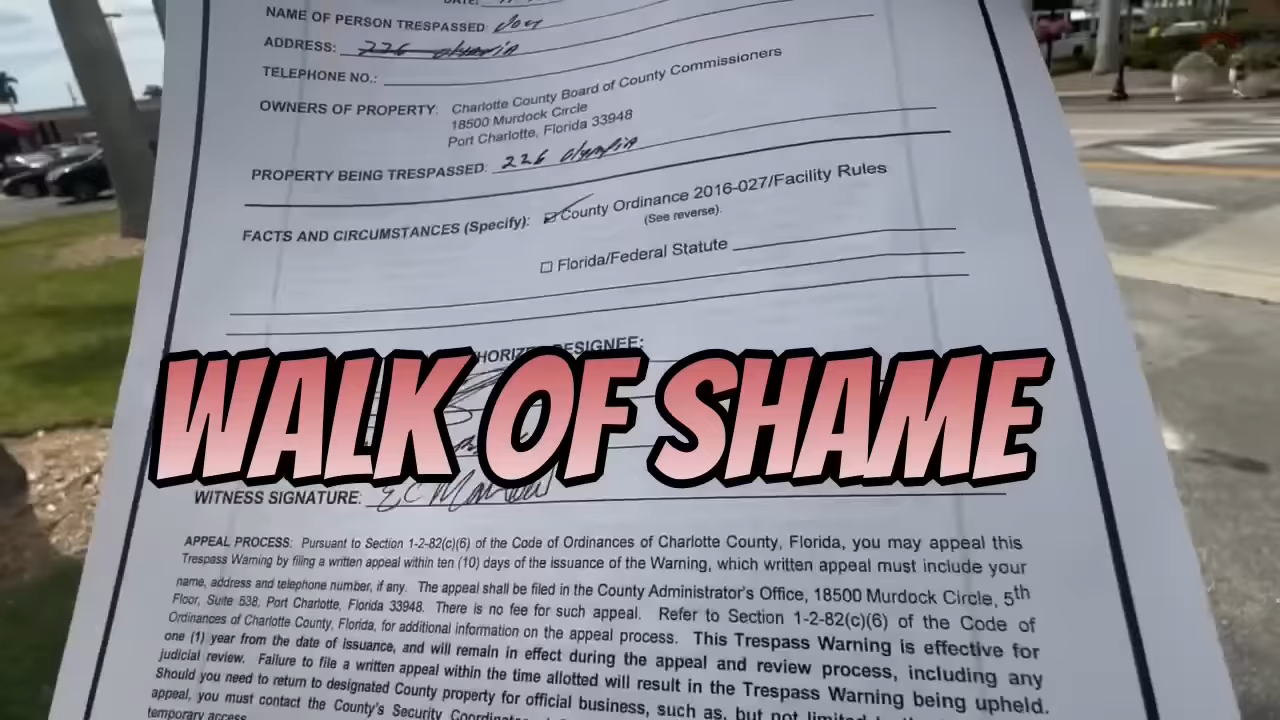 DATE:
NAME OF PERSON TRESPASSED: Joey
ADDRESS: 226 Olympia
TELEPHONE NO.:
OWNERS OF PROPERTY: Charlotte County Board of County Commissioners
18500 Murdock Circle
Port Charlotte, Florida 33948
PROPERTY BEING TRESPASSED: 226 Olympia
FACTS AND CIRCUMSTANCES (Specify): County Ordinance 2016-027/Facility Rules
(See reverse).
Florida/Federal Statute
DESIGNEE:
WALK OF SHAME
WITNESS SIGNATURE:
APPEAL PROCESS: Pursuant to Section 1-2-82(c)(6) of the Code of Ordinances of Charlotte County, Florida, you may appeal this
Trespass Warning by filing a written appeal within ten (10) days of the issuance of the Warning, which written appeal must include your
name, address and telephone number, if any. The appeal shall be filed in the County Administrator's Office, 18500 Murdock Circle, 5th
Floor, Suite 538, Port Charlotte, Florida 33948. There is no fee for such appeal. Refer to Section 1-2-82(c)(6) of the Code of
Ordinances of Charlotte County, Florida, for additional information on the appeal process. This Trespass Warning is effective for
one (1) year from the date of issuance, and will remain in effect during the appeal and review process, including any
judicial review. Failure to file a written appeal within the time allotted will result in the Trespass Warning being upheld.
Should you need to return to designated County property for official business, such as, but not limited
appeal, you must contact the County's Security
temporary access